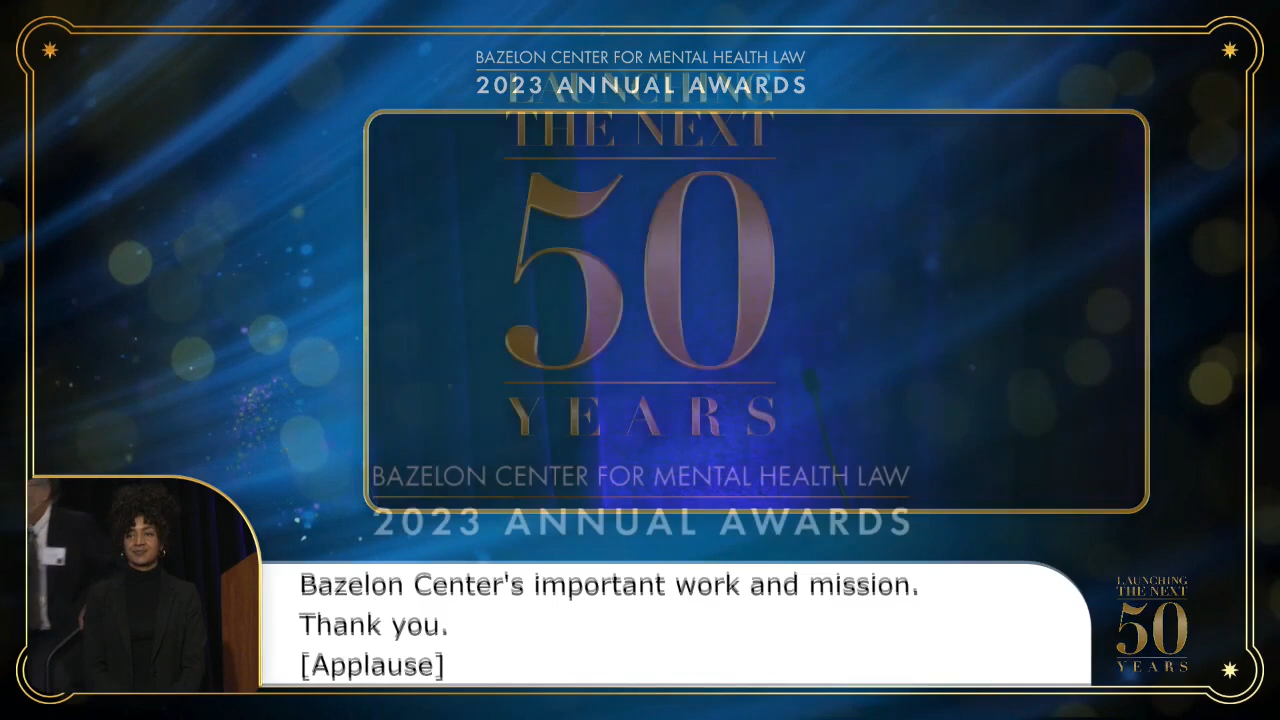 BAZELON CENTER FOR MENTAL HEALTH LAW
2023 ANNUAL AWARDS
LAUNCHING
THE NEXT
50
YEARS
BAZELON CENTER FOR MENTAL HEALTH LAW
2023 ANNUAL AWARDS
Bazelon Center's important work and mission.
Thank you.
[Applause]
LAUNCHING
THE NEXT
50
YEARS